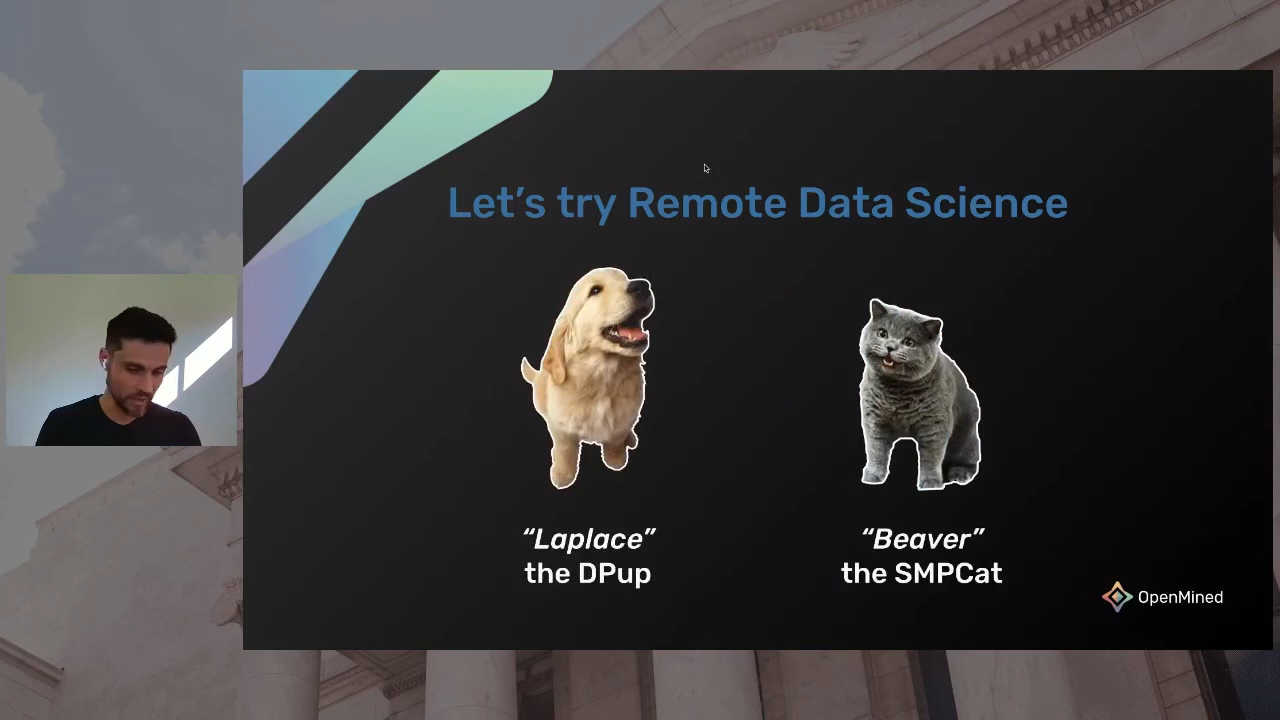 Let’s try Remote Data Science
“Laplace”
the DPup
“Beaver”
the SMPCat
OpenMined